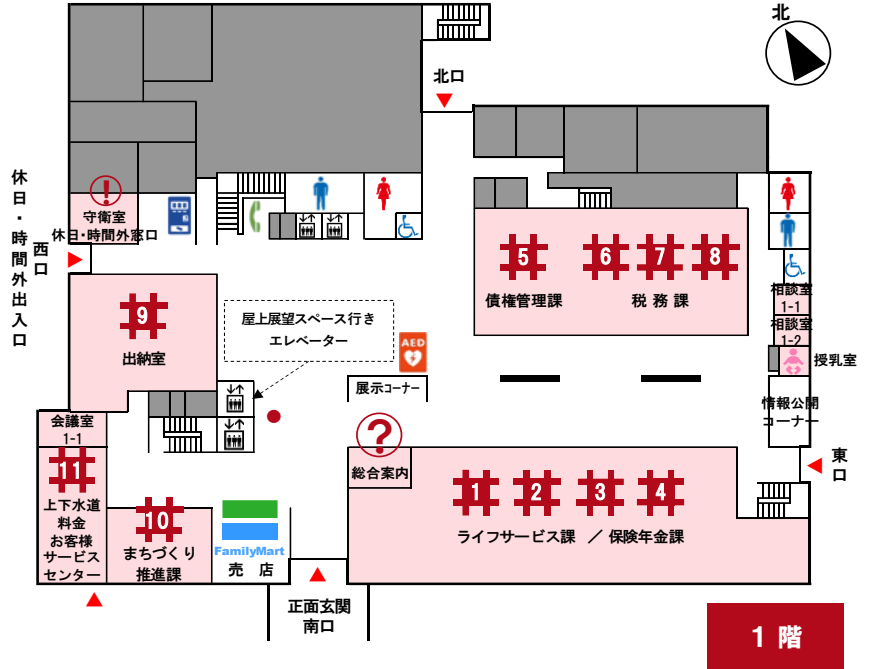 北
北口
休日・時間外出入口
西口
守衛室
休日・時間外窓口
5
6
7
8
債権管理課
税務課
9
出納室
屋上展望スペース行き
エレベーター
AED
展示コーナー
相談室
1-1
相談室
1-2
授乳室
情報公開
コーナー
東口
会議室
1-1
11
上下水道
料金
お客様
サービス
センター
10
まちづくり
推進課
FamilyMart
売店
?
総合案内
1
2
3
4
ライフサービス課 ／保険年金課
正面玄関
南口
1 階